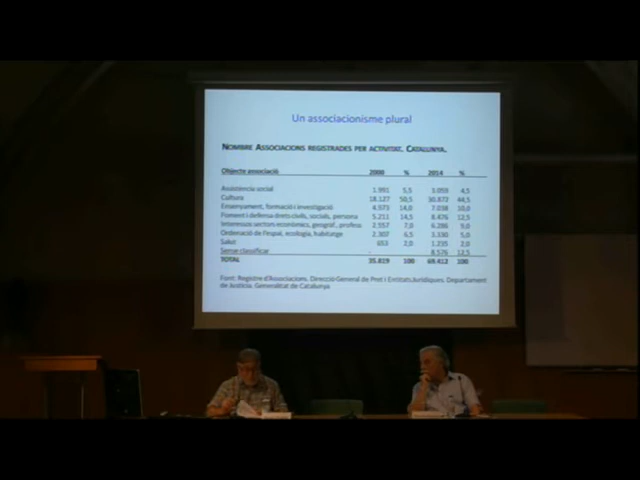 Un associacionisme plural
NOMBRE ASSOCIACIONS REGISTRADES PER ACTIVITAT. CATALUNYA.
Objecte associació 2000 % 2014 %
Assistència social 1.991 5,5 3.059 4,5
Cultura 18.127 50,5 30.872 44,5
Ensenyament, formació i investigació 4.973 14,0 7.038 10,0
Foment i defensa drets civils, socials, persona 5.211 14,5 8.476 12,5
Interessos sectors econòmics, geogràf., profess 2.557 7,0 6.286 9,0
Ordenació de l'espai, ecologia, habitatge 2.307 6,5 3.330 5,0
Salut 653 2,0 1.235 2,0
Sense classificar - 8.576 12,5
TOTAL 35.819 100 69.412 100
Font: Registre d'Associacions. Direcció General de Dret i Entitats Jurídiques. Departament
de Justícia. Generalitat de Catalunya